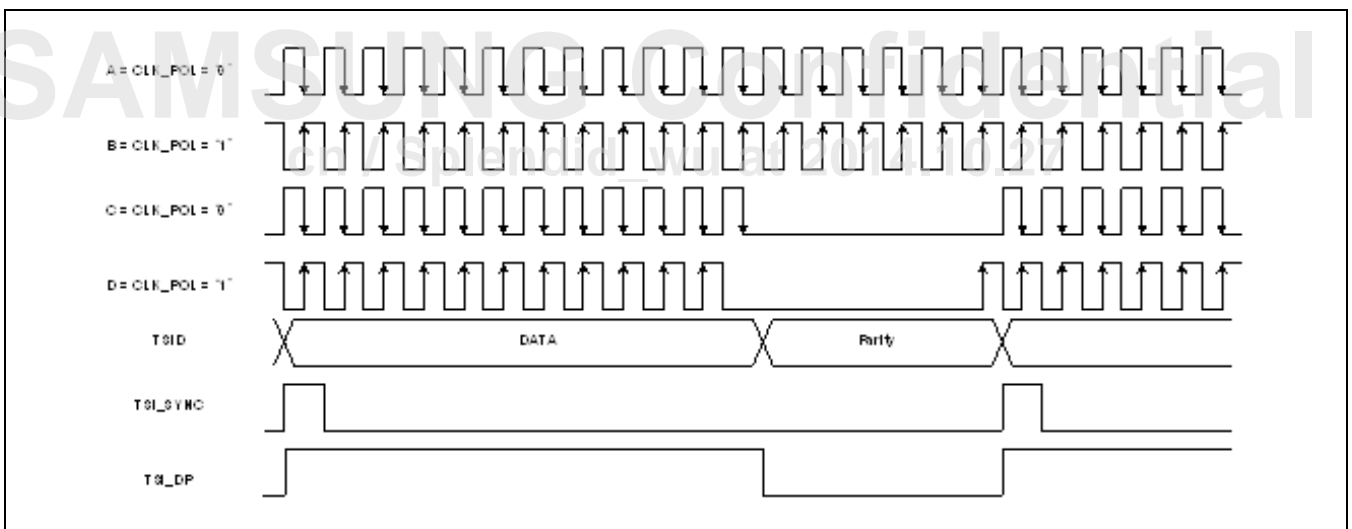 SAMSUNG Confidential
cn / Splendid_wu at 2014.10.27
A = CLK_POL = "0"
B = CLK_POL = "1"
C = CLK_POL = "0"
D = CLK_POL = "1"
TSID
DATA
Parity
TSI_SYNC
TSI_DP